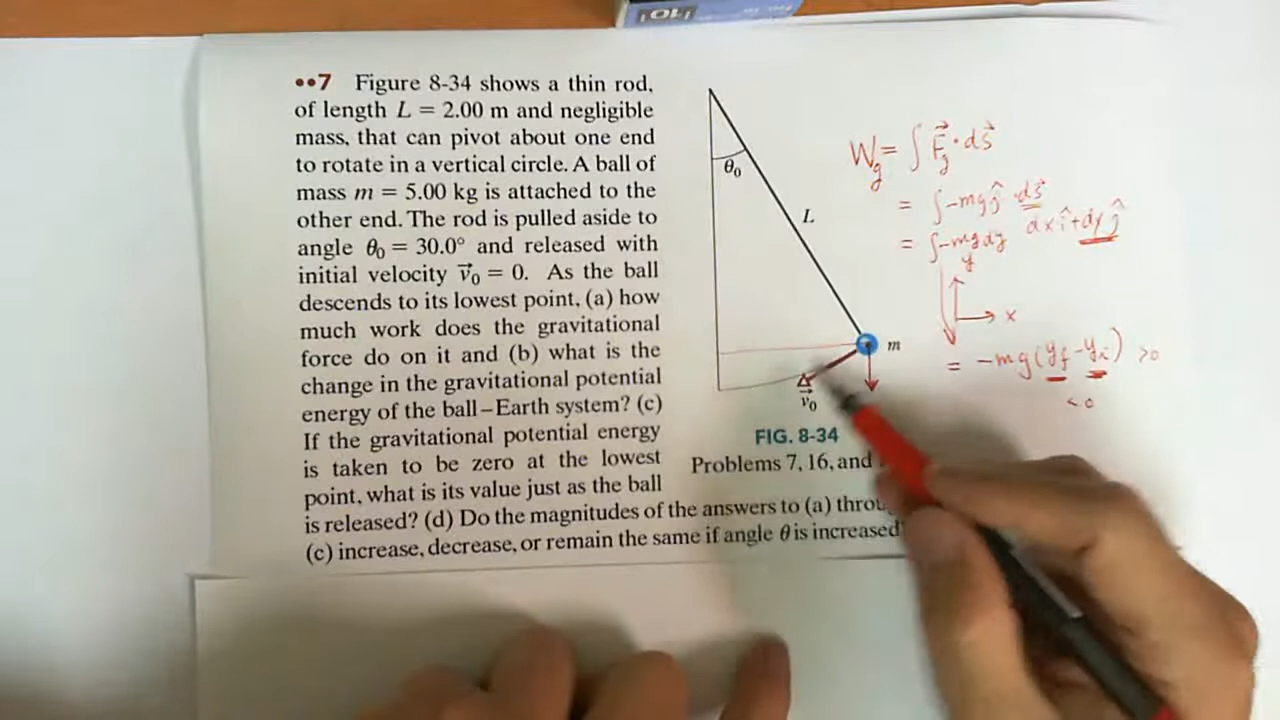 ••7 Figure 8-34 shows a thin rod,
of length L = 2.00 m and negligible
mass, that can pivot about one end
to rotate in a vertical circle. A ball of
mass m = 5.00 kg is attached to the
other end. The rod is pulled aside to
angle θ₀ = 30.0° and released with
initial velocity v⃗₀ = 0. As the ball
descends to its lowest point, (a) how
much work does the gravitational
force do on it and (b) what is the
change in the gravitational potential
energy of the ball–Earth system? (c)
If the gravitational potential energy
is taken to be zero at the lowest
point, what is its value just as the ball
is released? (d) Do the magnitudes of the answers to (a)
(c) increase, decrease, or remain the same if angle θ is increased
θ₀
L
m
v⃗₀
FIG. 8-34
Problems 7, 16, and
W_g = ∫ F⃗_g · ds⃗
= ∫ -mg ĵ · ds⃗
dx î + dy ĵ
= ∫ -mg dy
y
x
= -mg(y_f - y_i) >0
<0